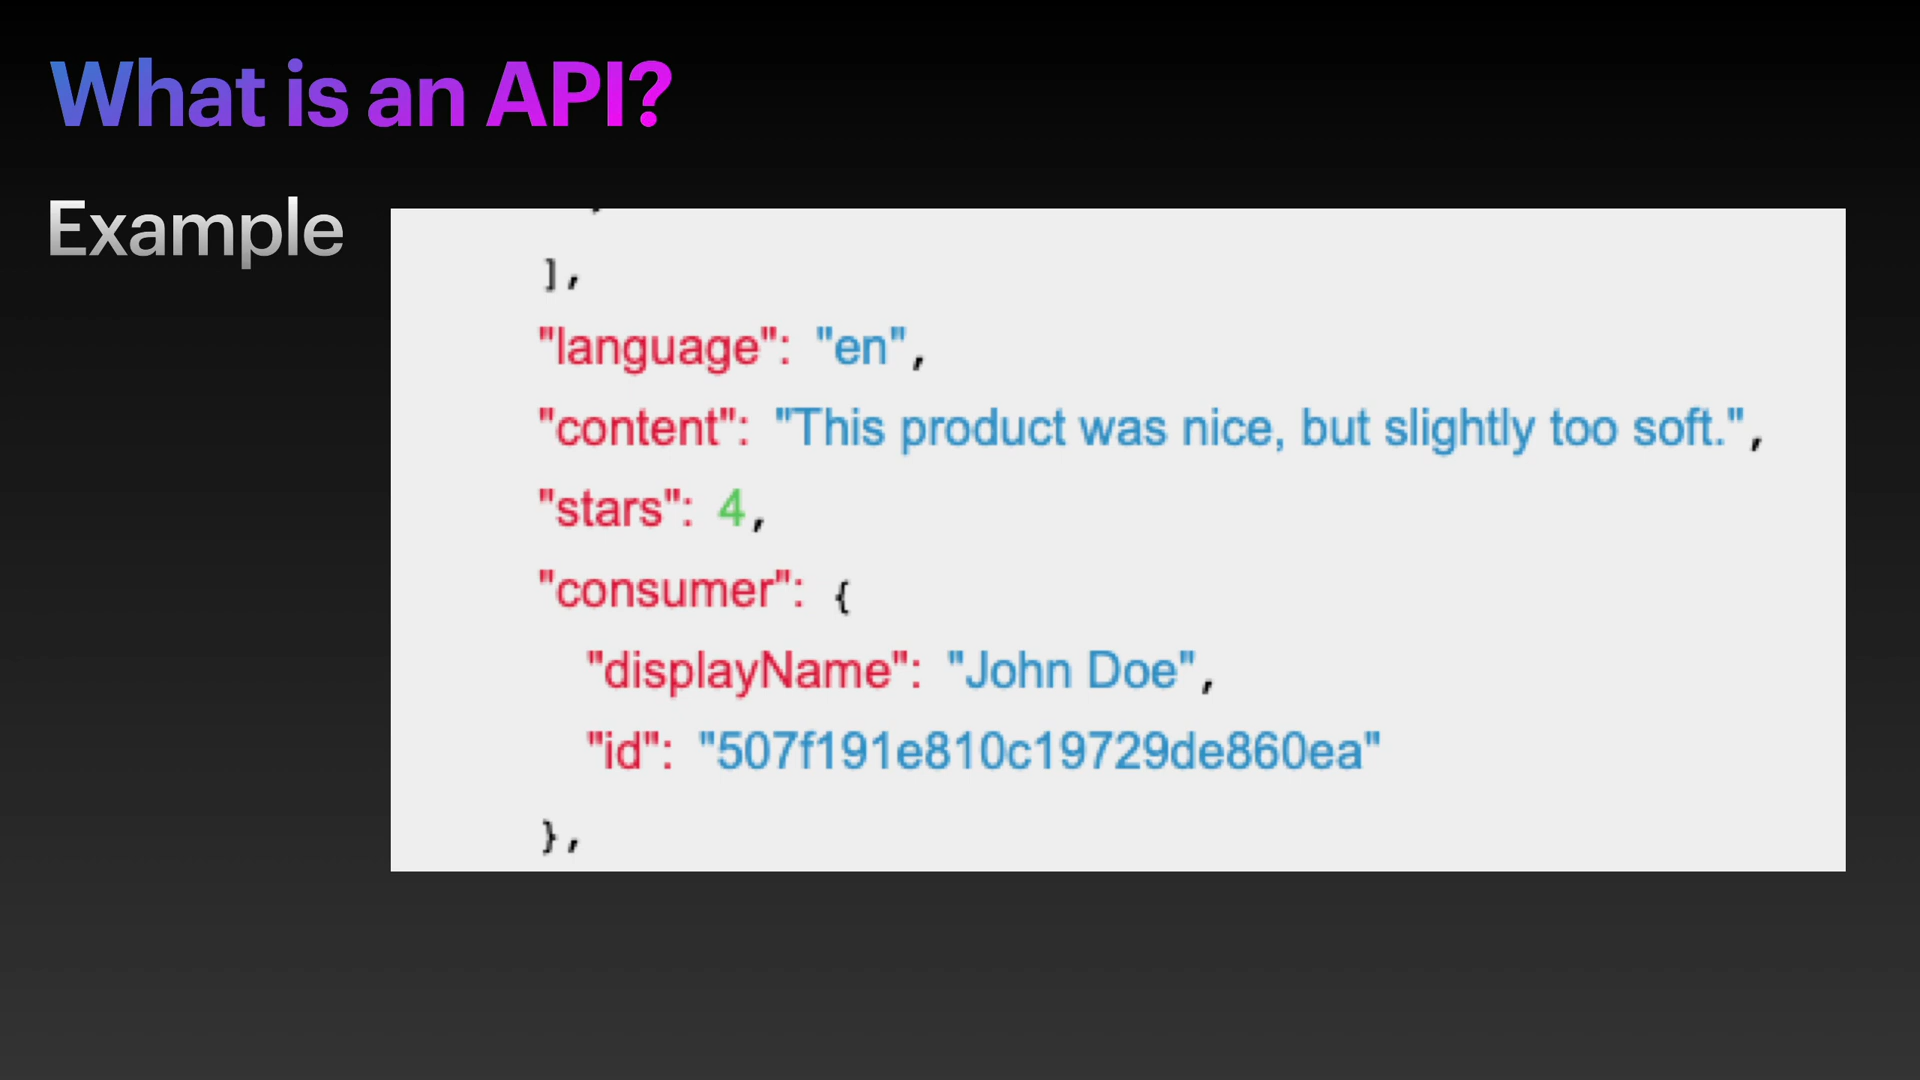 What is an API?
Example
],
"language": "en",
"content": "This product was nice, but slightly too soft.",
"stars": 4,
"consumer": {
"displayName": "John Doe",
"id": "507f191e810c19729de860ea"
},